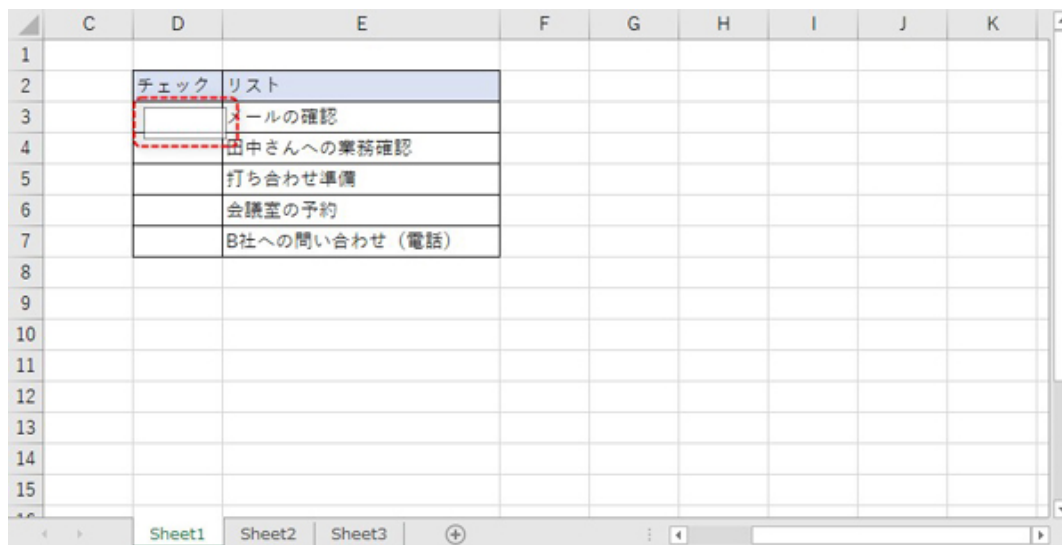 C D E F G H I J K
1
2 チェック リスト
3 メールの確認
4 田中さんへの業務確認
5 打ち合わせ準備
6 会議室の予約
7 B社への問い合わせ（電話）
8
9
10
11
12
13
14
15
Sheet1 Sheet2 Sheet3